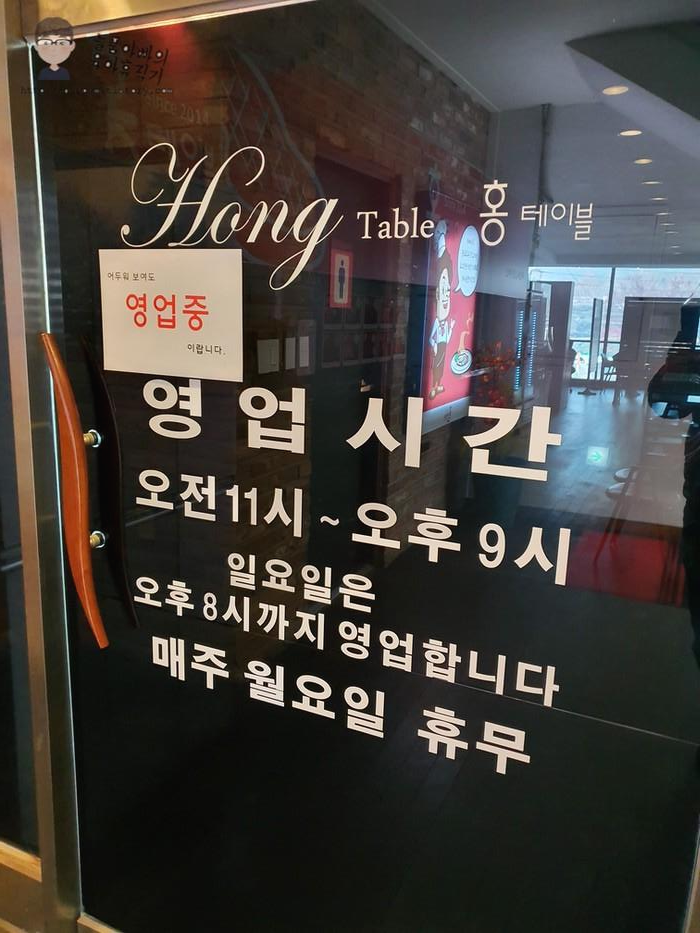 Hong Table 홍 테이블
어두워 보여도
영업중
이랍니다.
영업시간
오전 11시 ~ 오후 9시
일요일은
오후 8시까지 영업합니다
매주 월요일 휴무